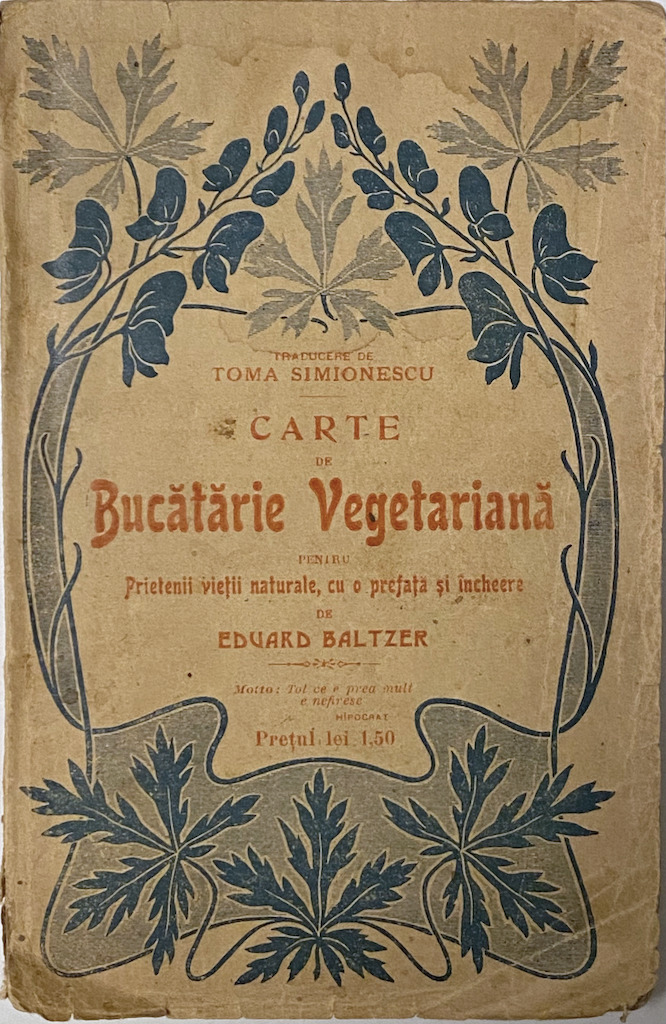 TRADUCERE DE
TOMA SIMIONESCU
CARTE
DE
Bucătărie Vegetariană
PENTRU
Prietenii vieții naturale, cu o prefață și încheere
DE
EDUARD BALTZER
Motto: Tot ce e prea mult
e nefiresc
HIPOCRAT
Prețul lei 1.50